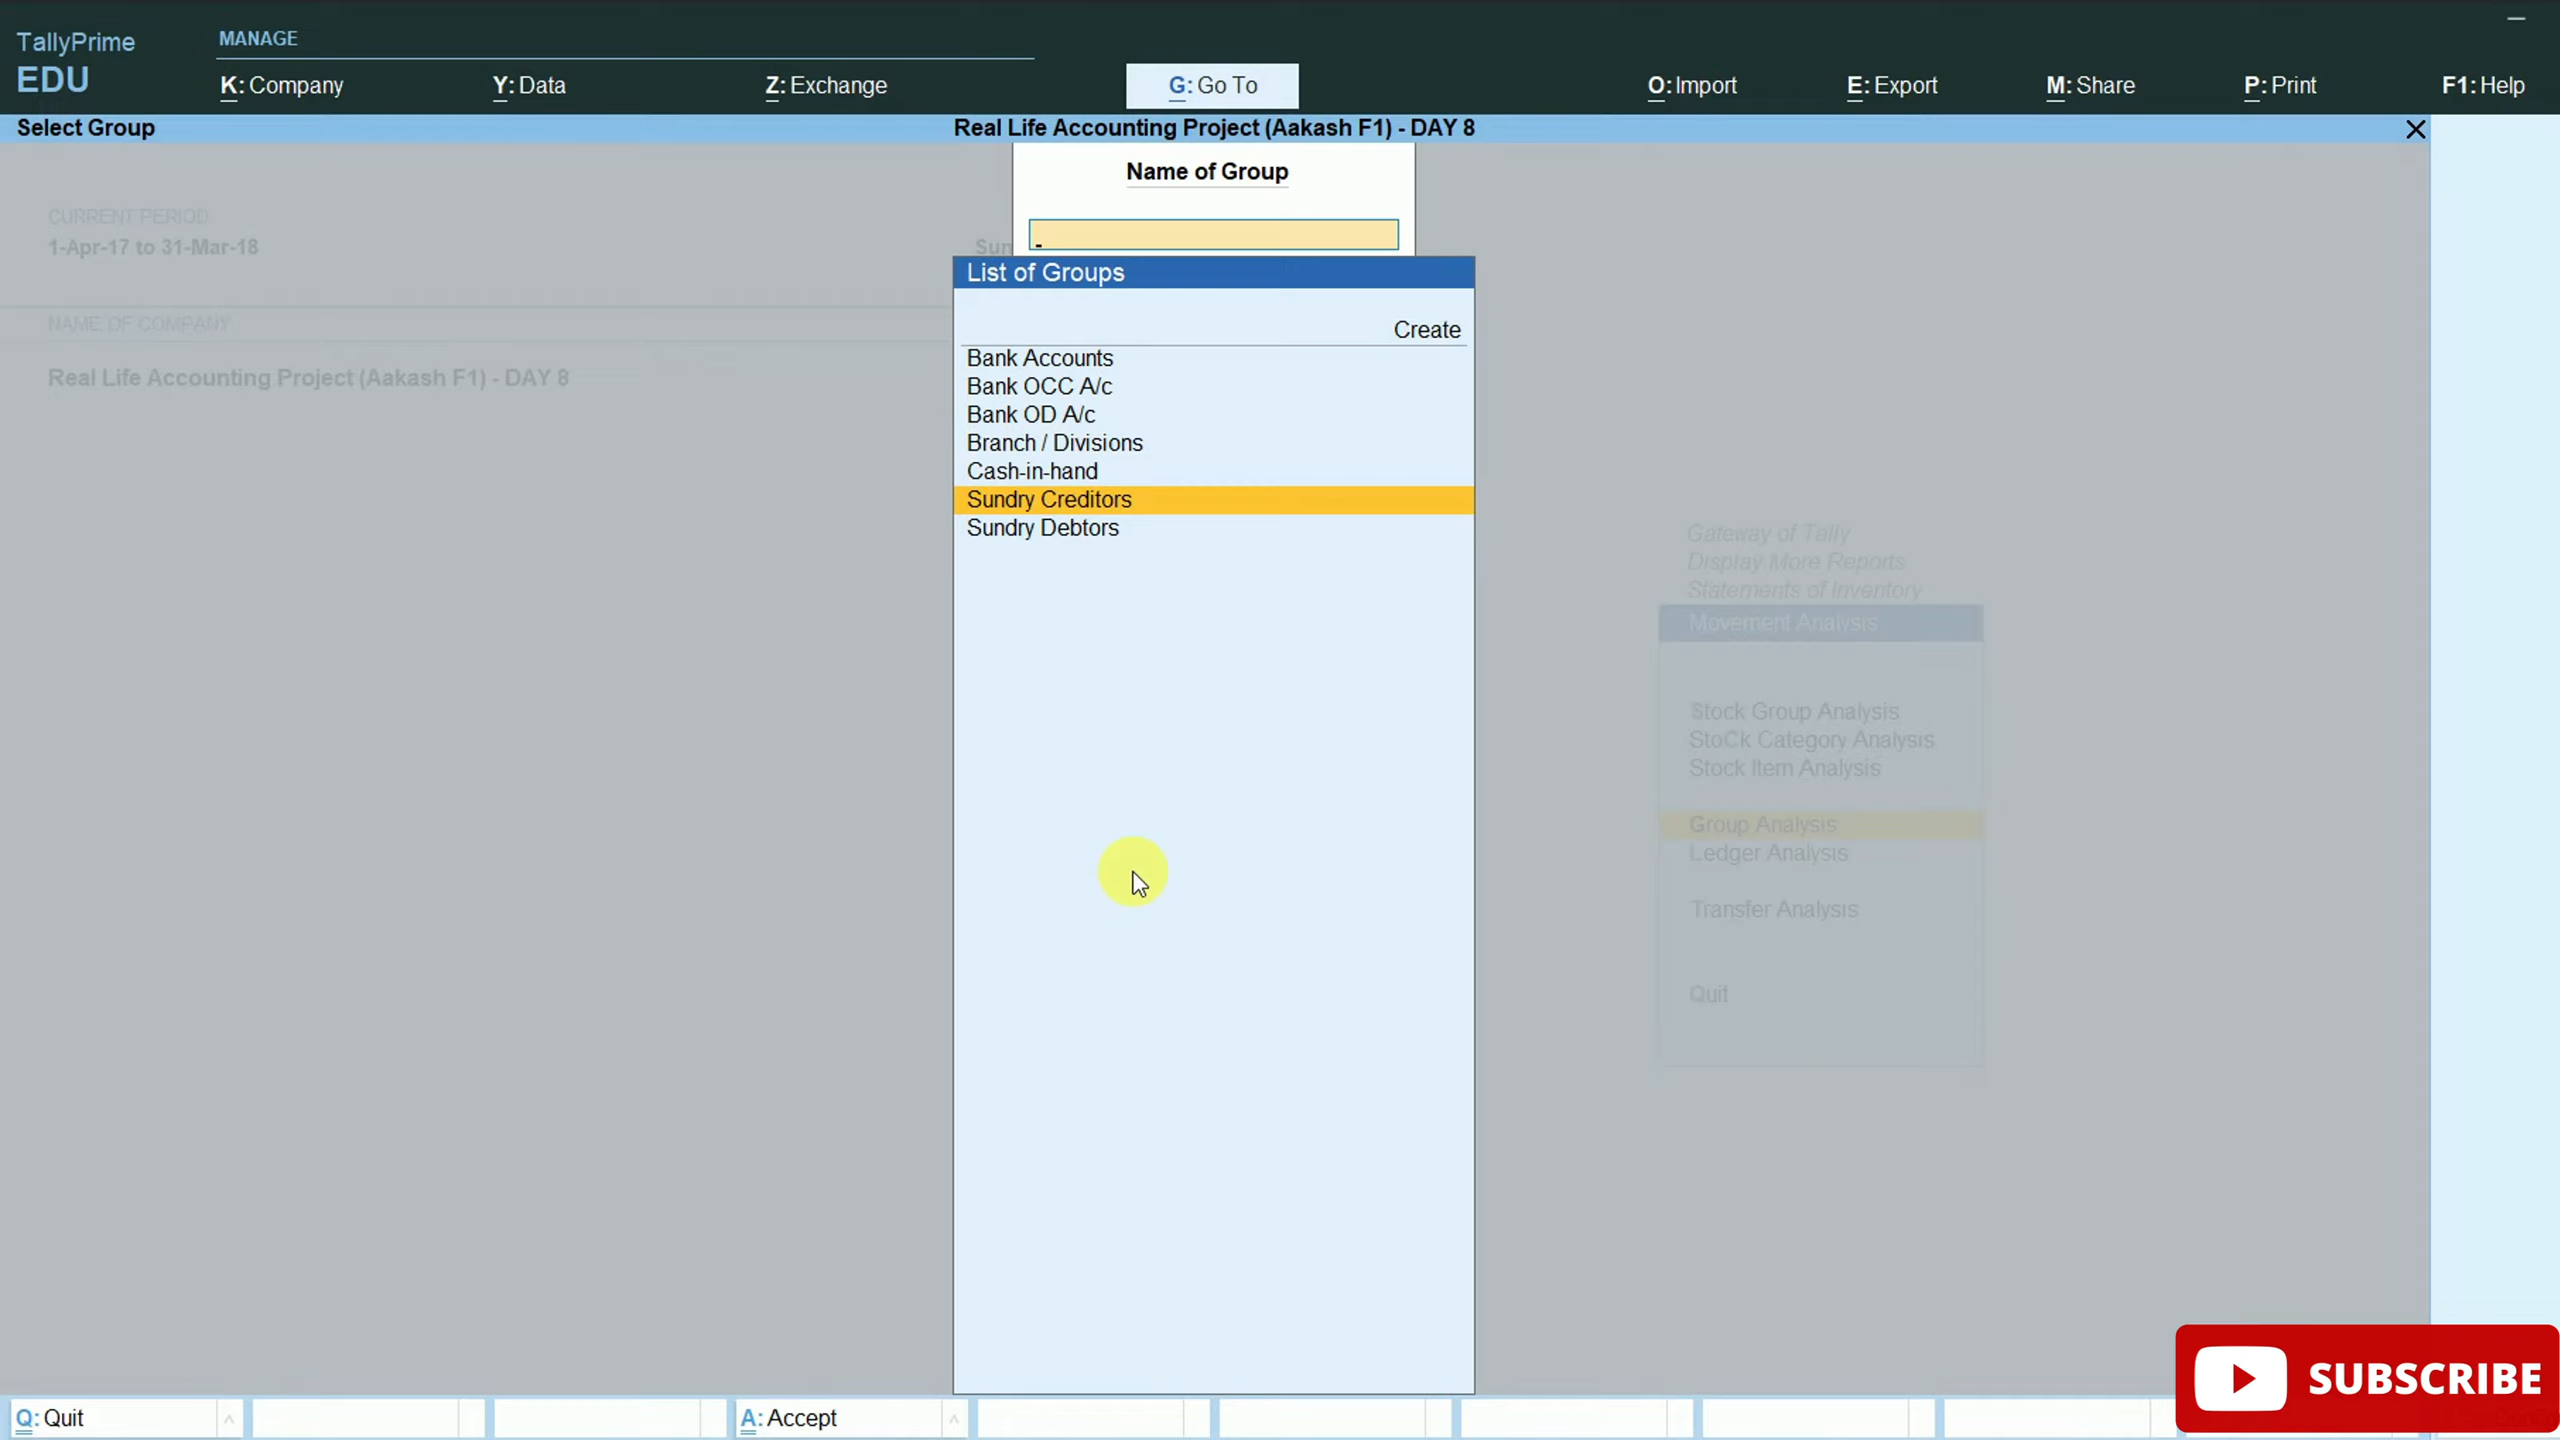 TallyPrime
EDU
MANAGE
K: Company
Y: Data
Z: Exchange
G: Go To
O: Import
E: Export
M: Share
P: Print
F1: Help
Select Group
Real Life Accounting Project (Aakash F1) - DAY 8
Name of Group
CURRENT PERIOD
1-Apr-17 to 31-Mar-18
Sun
NAME OF COMPANY
Real Life Accounting Project (Aakash F1) - DAY 8
List of Groups
Create
Bank Accounts
Bank OCC A/c
Bank OD A/c
Branch / Divisions
Cash-in-hand
Sundry Creditors
Sundry Debtors
Gateway of Tally
Display More Reports
Statements of Inventory
Movement Analysis
Stock Group Analysis
StoCk Category Analysis
Stock Item Analysis
Group Analysis
Ledger Analysis
Transfer Analysis
Quit
Q: Quit
A: Accept
SUBSCRIBE